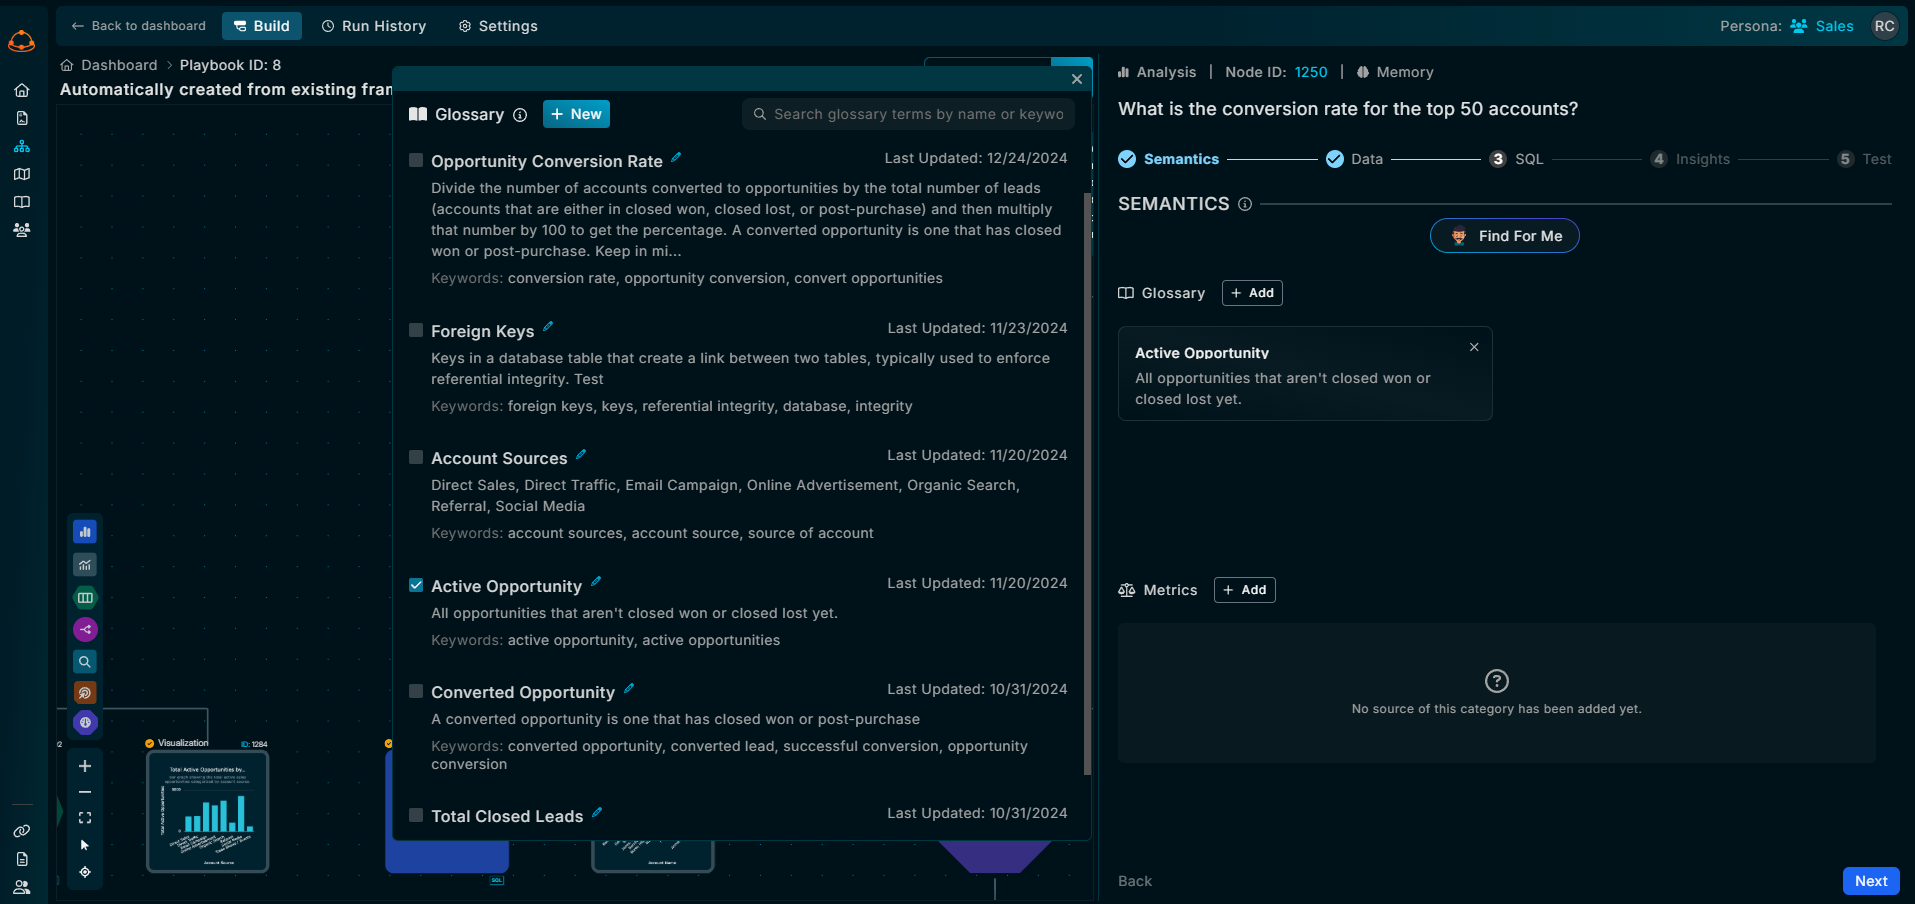 Back to dashboard
Build
Run History
Settings
Persona:
Sales
RC
Dashboard
Playbook ID: 8
Automatically created from existing
Glossary
New
Search glossary terms by name or keywo
Opportunity Conversion Rate
Last Updated: 12/24/2024
Divide the number of accounts converted to opportunities by the total number of leads
(accounts that are either in closed won, closed lost, or post-purchase) and then multiply
that number by 100 to get the percentage. A converted opportunity is one that has closed
won or post-purchase. Keep in mi...
Keywords: conversion rate, opportunity conversion, convert opportunities
Foreign Keys
Last Updated: 11/23/2024
Keys in a database table that create a link between two tables, typically used to enforce
referential integrity. Test
Keywords: foreign keys, keys, referential integrity, database, integrity
Account Sources
Last Updated: 11/20/2024
Direct Sales, Direct Traffic, Email Campaign, Online Advertisement, Organic Search,
Referral, Social Media
Keywords: account sources, account source, source of account
Active Opportunity
Last Updated: 11/20/2024
All opportunities that aren't closed won or closed lost yet.
Keywords: active opportunity, active opportunities
Converted Opportunity
Last Updated: 10/31/2024
A converted opportunity is one that has closed won or post-purchase
Keywords: converted opportunity, converted lead, successful conversion, opportunity
conversion
Total Closed Leads
Last Updated: 10/31/2024
Visualization
ID: 1284
Total Active Opportunities by...
Account Source
Account Name
SQL
Analysis
Node ID: 1250
Memory
What is the conversion rate for the top 50 accounts?
Semantics
Data
3 SQL
4 Insights
5 Test
SEMANTICS
Find For Me
Glossary
Add
Active Opportunity
All opportunities that aren't closed won or
closed lost yet.
Metrics
Add
No source of this category has been added yet.
Back
Next